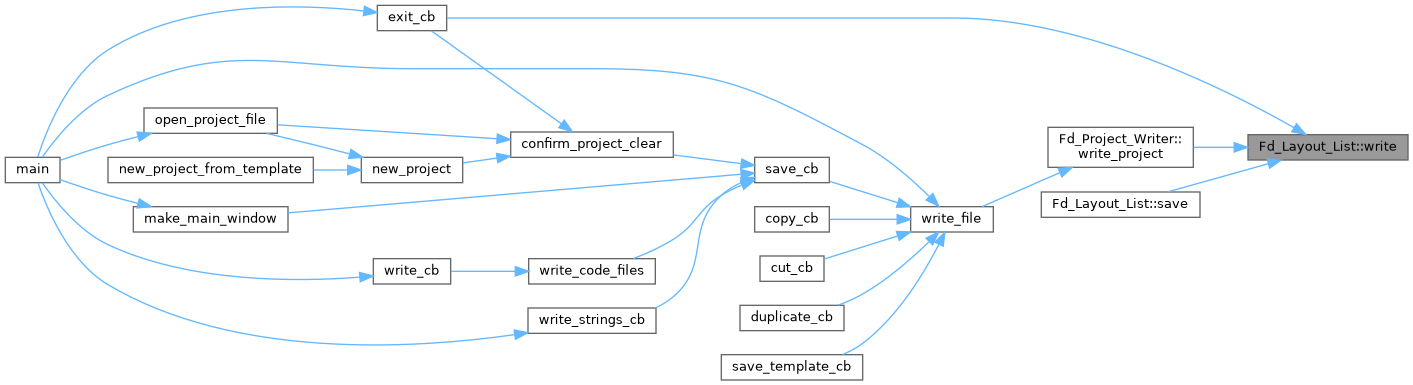 exit_cb
open_project_file
new_project_from_template
main
make_main_window
new_project
confirm_project_clear
write_cb
write_code_files
write_strings_cb
save_cb
copy_cb
cut_cb
duplicate_cb
save_template_cb
write_file
Fd_Project_Writer::
write_project
Fd_Layout_List::save
Fd_Layout_List::write